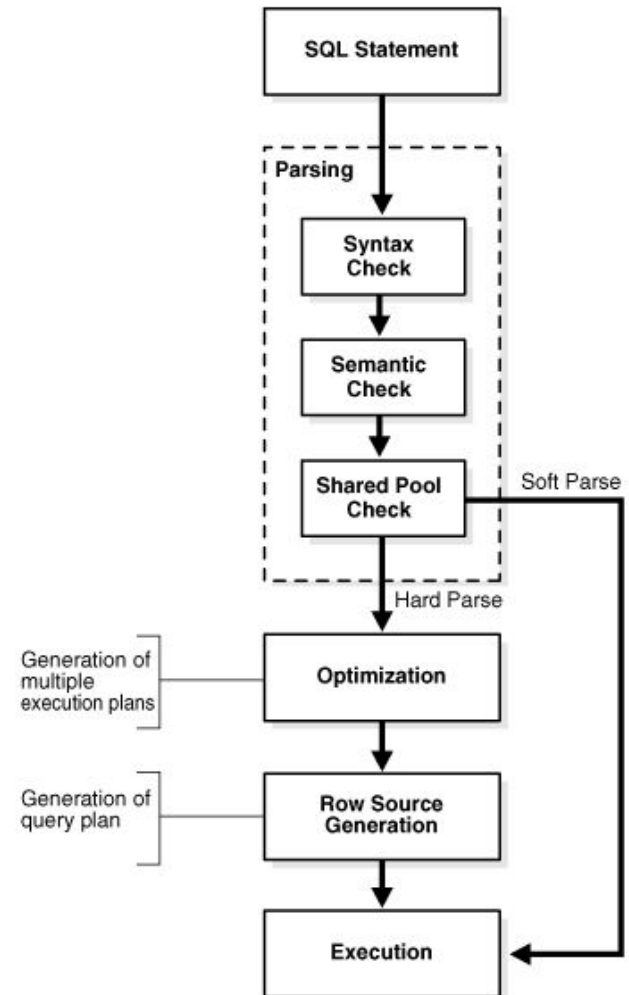 SQL Statement
Parsing
Syntax
Check
Semantic
Check
Shared Pool
Check
Soft Parse
Hard Parse
Generation of
multiple
execution plans
Optimization
Generation of
query plan
Row Source
Generation
Execution